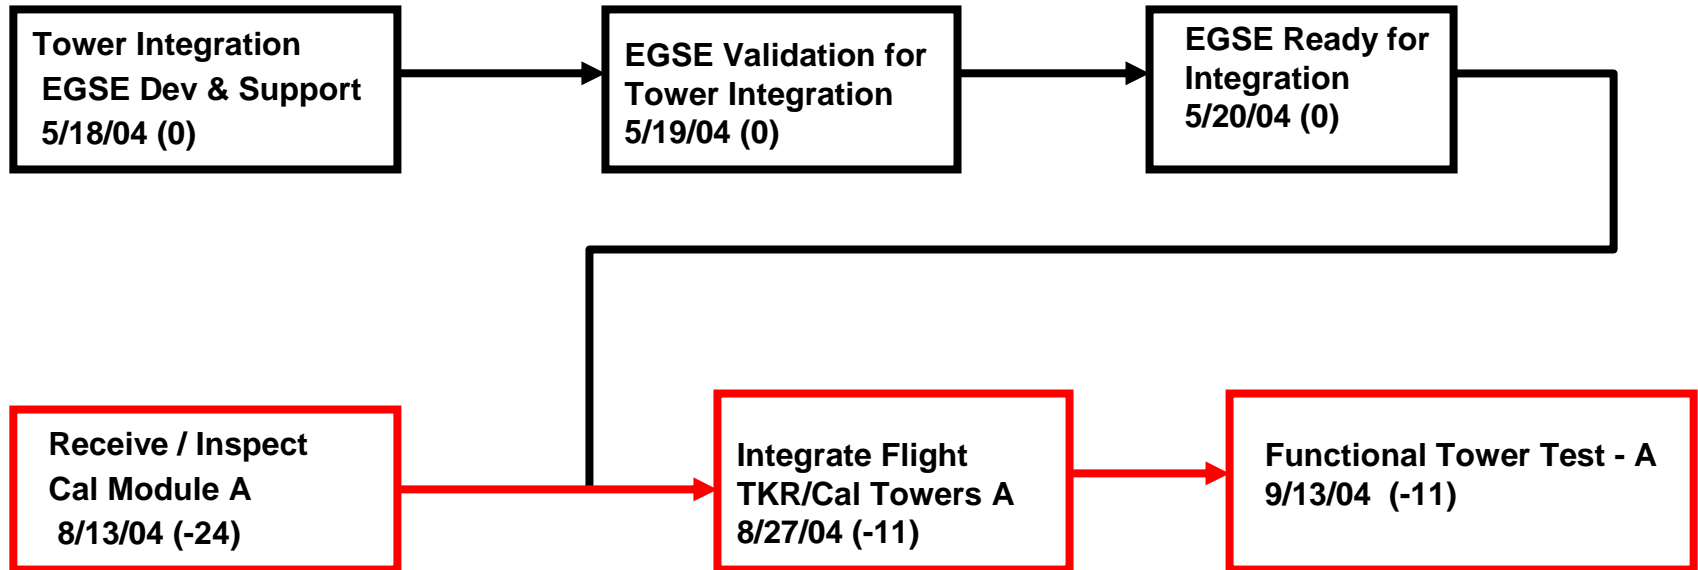 Tower Integration
EGSE Dev & Support
5/18/04 (0)
EGSE Validation for
Tower Integration
5/19/04 (0)
EGSE Ready for
Integration
5/20/04 (0)
Receive / Inspect
Cal Module A
8/13/04 (-24)
Integrate Flight
TKR/Cal Towers A
8/27/04 (-11)
Functional Tower Test - A
9/13/04 (-11)